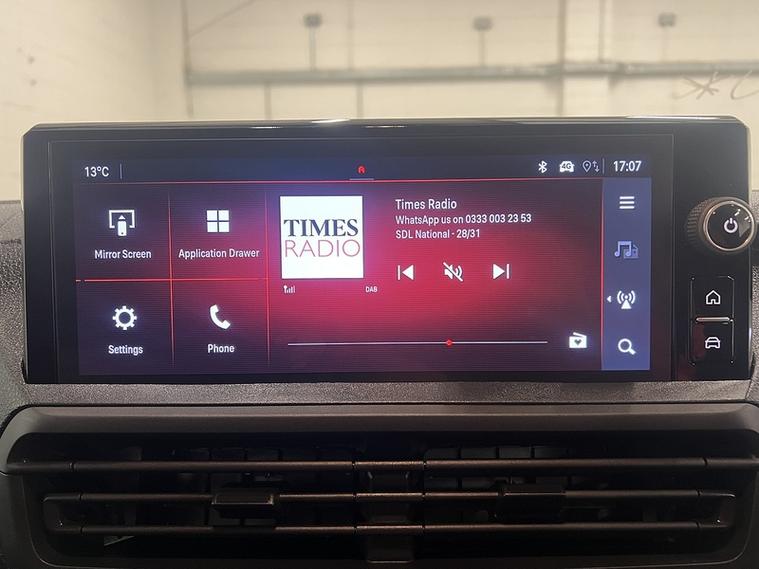 13°C
4G
17:07
Mirror Screen
Application Drawer
TIMES
RADIO
Times Radio
WhatsApp us on 0333 003 23 53
SDL National - 28/31
DAB
Settings
Phone